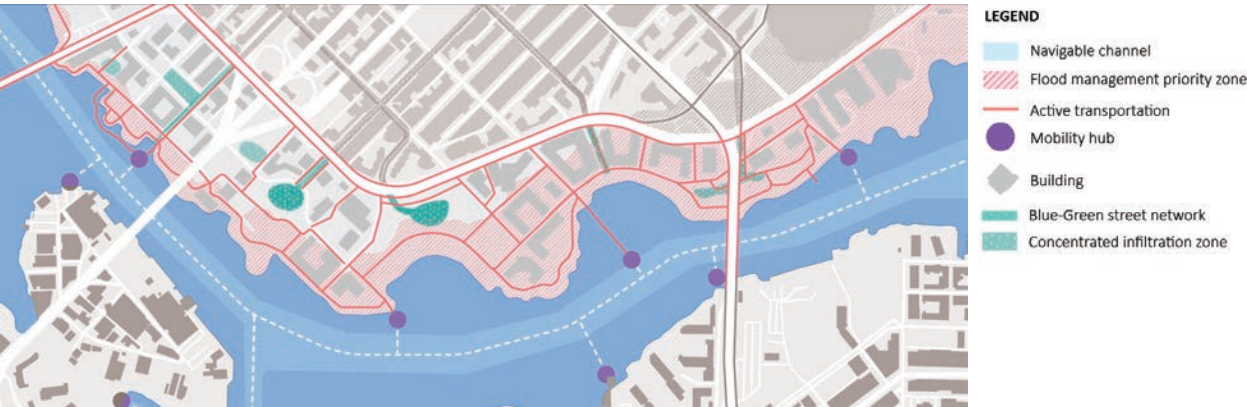 LEGEND
Navigable channel
Flood management priority zone
Active transportation
Mobility hub
Building
Blue-Green street network
Concentrated infiltration zone